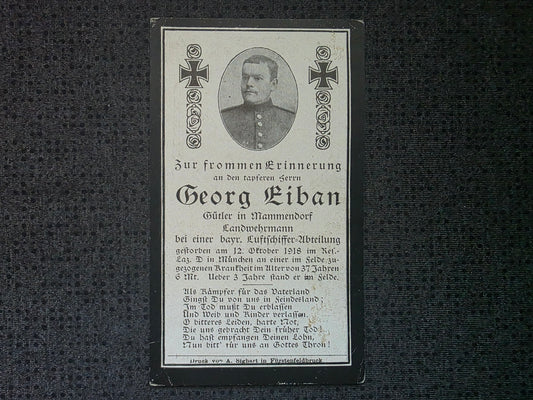 Zur frommen Erinnerung
an den tapferen Herrn
Georg Eiban
Gütler in Mammendorf
Landwehrmann
bei einer bayr. Luftschiffer-Abteilung
gestorben am 12. Oktober 1918 im Res.-
Laz. D in München an einer im Felde zu-
gezogenen Krankheit im Alter von 37 Jahren
6 Mt. Ueber 3 Jahre stand er im Felde.
Als Kämpfer für das Vaterland
Gingst Du von uns in Feindesland;
Im Tod mußt Du erblassen
Und Weib und Kinder verlassen.
O bitteres Leiden, harte Not,
Die uns gebracht Dein früher Tod!
Du hast empfangen Deinen Lohn,
Nun bitt' für uns an Gottes Thron!
Druck von A. Sighart in Fürstenfeldbruck.